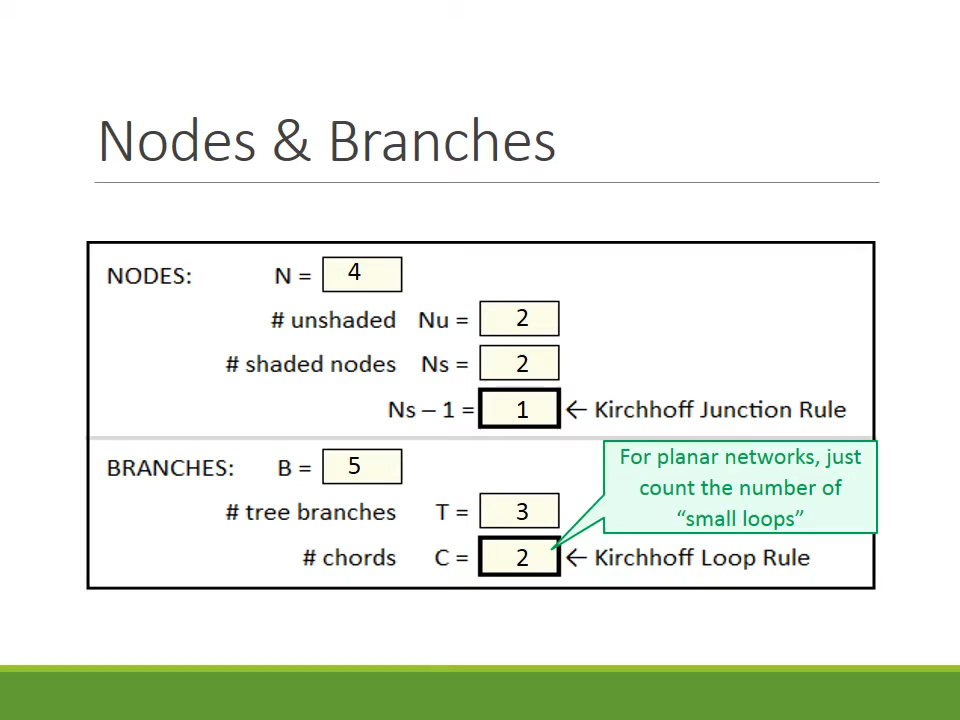 Nodes & Branches
NODES: N = 4
# unshaded Nu = 2
# shaded nodes Ns = 2
Ns – 1 = 1 ← Kirchhoff Junction Rule
BRANCHES: B = 5
For planar networks, just
count the number of
“small loops”
# tree branches T = 3
# chords C = 2 ← Kirchhoff Loop Rule